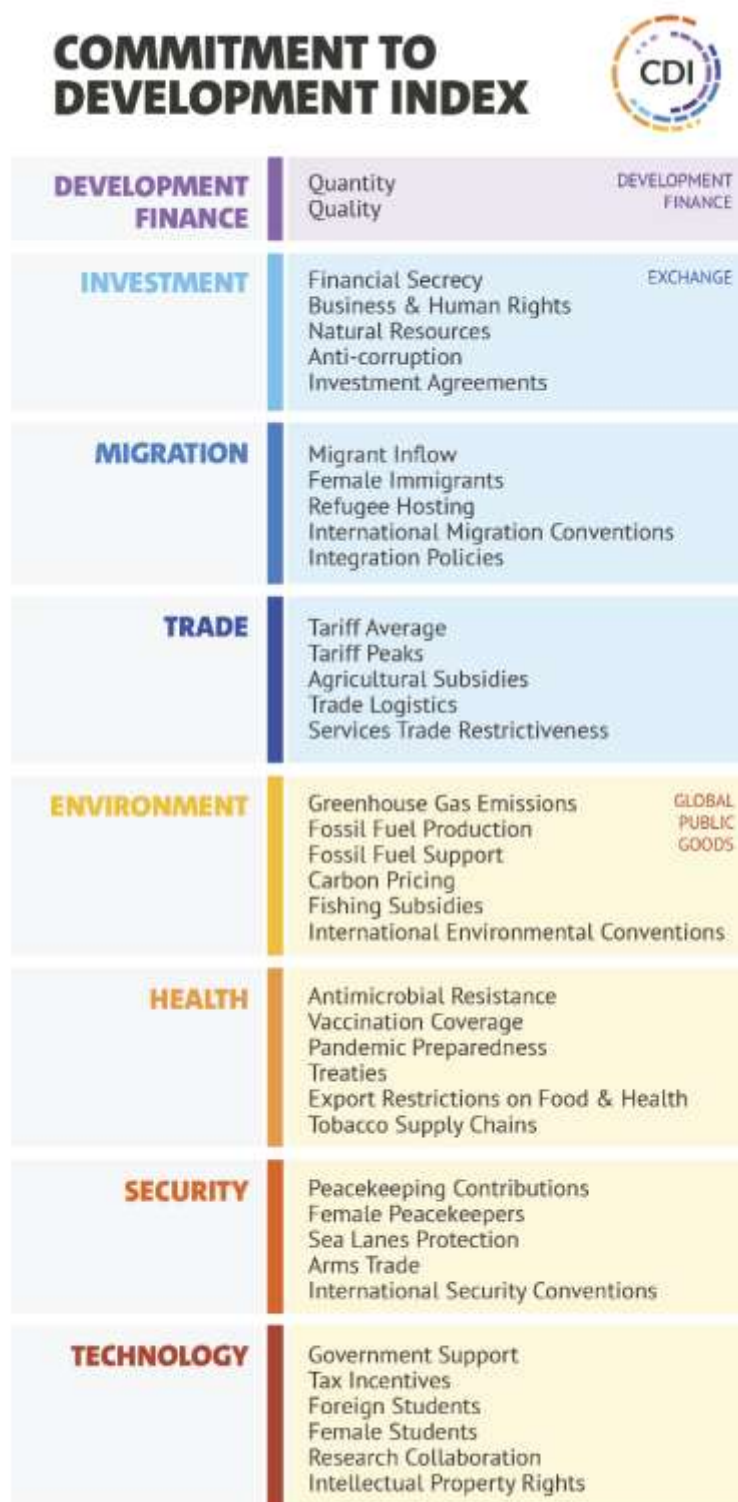 COMMITMENT TO
DEVELOPMENT INDEX
CDI
DEVELOPMENT
FINANCE
Quantity
Quality
DEVELOPMENT
FINANCE
INVESTMENT
Financial Secrecy
Business & Human Rights
Natural Resources
Anti-corruption
Investment Agreements
EXCHANGE
MIGRATION
Migrant Inflow
Female Immigrants
Refugee Hosting
International Migration Conventions
Integration Policies
TRADE
Tariff Average
Tariff Peaks
Agricultural Subsidies
Trade Logistics
Services Trade Restrictiveness
ENVIRONMENT
Greenhouse Gas Emissions
Fossil Fuel Production
Fossil Fuel Support
Carbon Pricing
Fishing Subsidies
International Environmental Conventions
GLOBAL
PUBLIC
GOODS
HEALTH
Antimicrobial Resistance
Vaccination Coverage
Pandemic Preparedness
Treaties
Export Restrictions on Food & Health
Tobacco Supply Chains
SECURITY
Peacekeeping Contributions
Female Peacekeepers
Sea Lanes Protection
Arms Trade
International Security Conventions
TECHNOLOGY
Government Support
Tax Incentives
Foreign Students
Female Students
Research Collaboration
Intellectual Property Rights